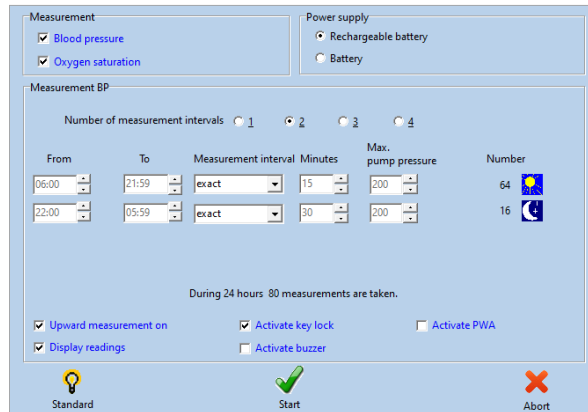 Measurement
Power supply
Blood pressure
Rechargeable battery
Oxygen saturation
Battery
Measurement BP
Number of measurement intervals 1 2 3 4
From To Measurement interval Minutes Max. pump pressure Number
06:00 21:59 exact 15 200 64
22:00 05:59 exact 30 200 16
During 24 hours 80 measurements are taken.
Upward measurement on Activate key lock Activate PWA
Display readings Activate buzzer
Standard Start Abort